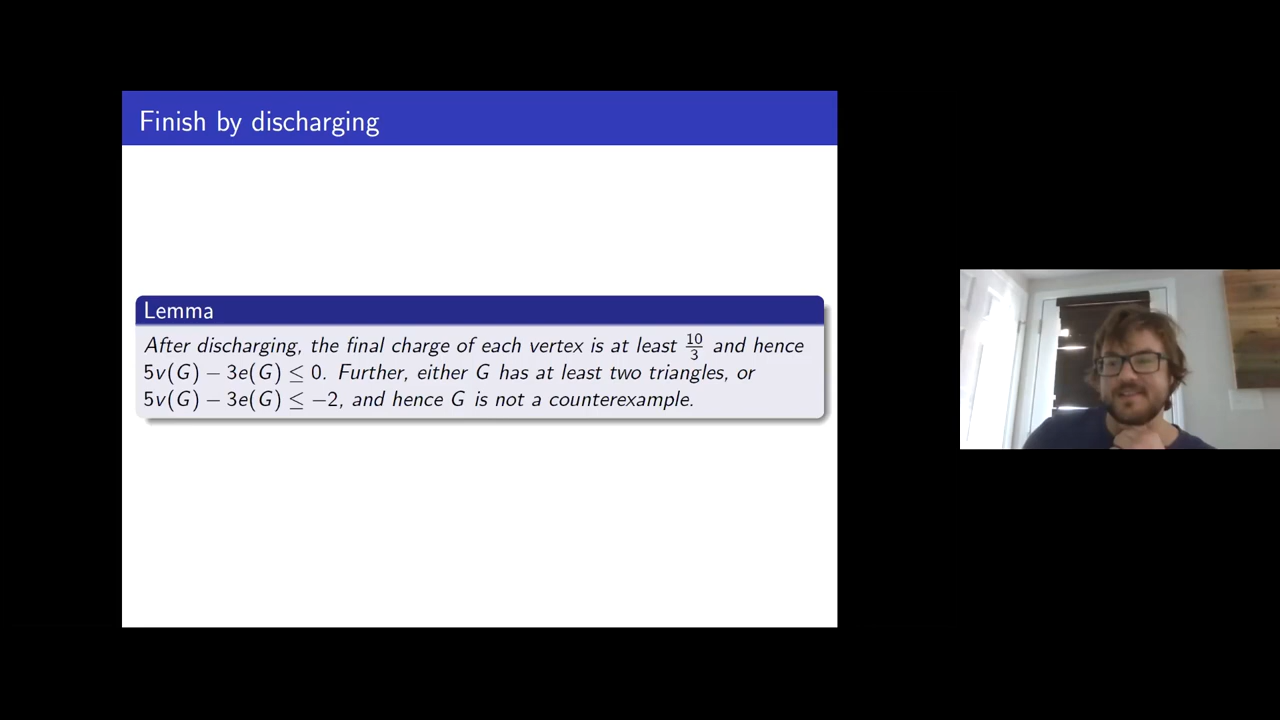 Finish by discharging
Lemma
After discharging, the final charge of each vertex is at least 10/3 and hence
5v(G) − 3e(G) ≤ 0. Further, either G has at least two triangles, or
5v(G) − 3e(G) ≤ −2, and hence G is not a counterexample.